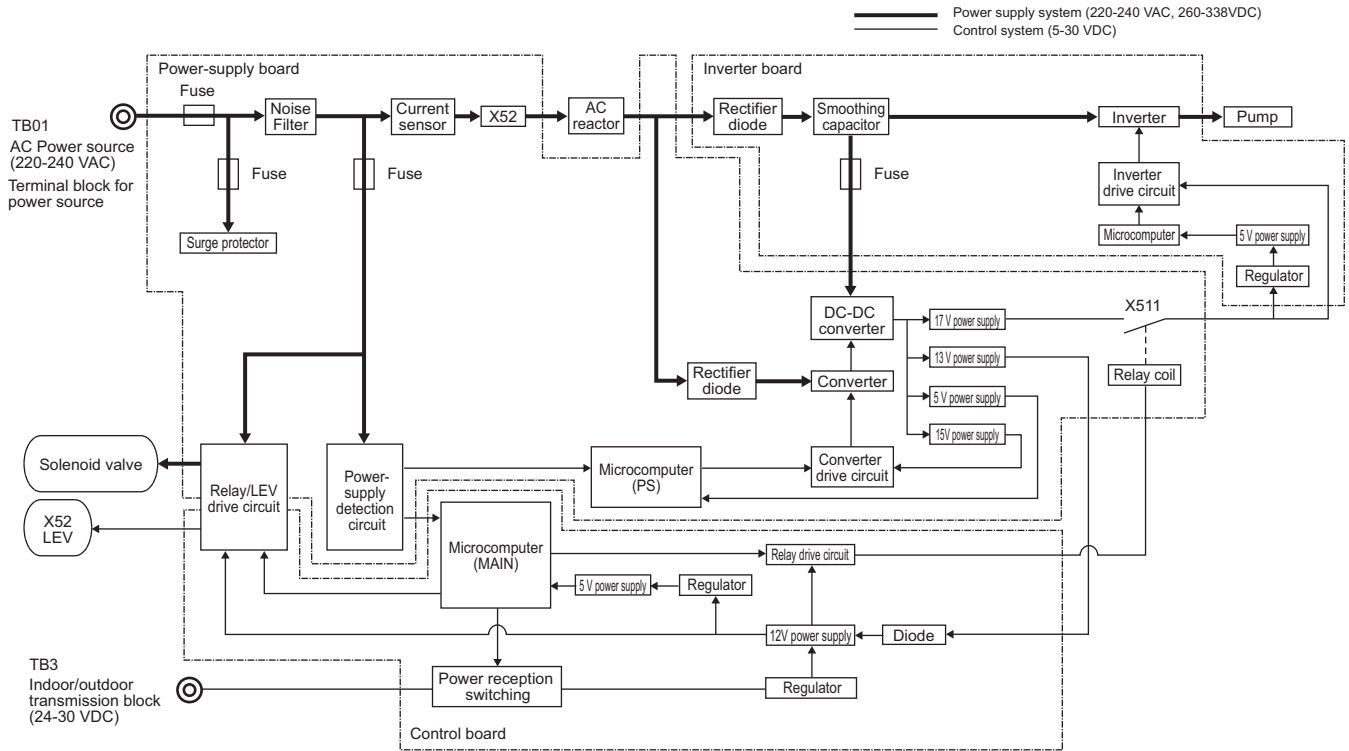 Power supply system (220-240 VAC, 260-338VDC)
Control system (5-30 VDC)
Power-supply board
Inverter board
Fuse
TB01
AC Power source
(220-240 VAC)
Terminal block for
power source
Noise
Filter
Current
sensor
X52
AC
reactor
Rectifier
diode
Smoothing
capacitor
Inverter
Pump
Fuse
Fuse
Fuse
Surge protector
Inverter
drive circuit
Microcomputer
5 V power supply
Regulator
X511
DC-DC
converter
17 V power supply
13 V power supply
Relay coil
Rectifier
diode
Converter
5 V power supply
15V power supply
Solenoid valve
X52
LEV
Relay/LEV
drive circuit
Power-
supply
detection
circuit
Microcomputer
(PS)
Converter
drive circuit
Microcomputer
(MAIN)
Relay drive circuit
5 V power supply
Regulator
12V power supply
Diode
TB3
Indoor/outdoor
transmission block
(24-30 VDC)
Power reception
switching
Regulator
Control board